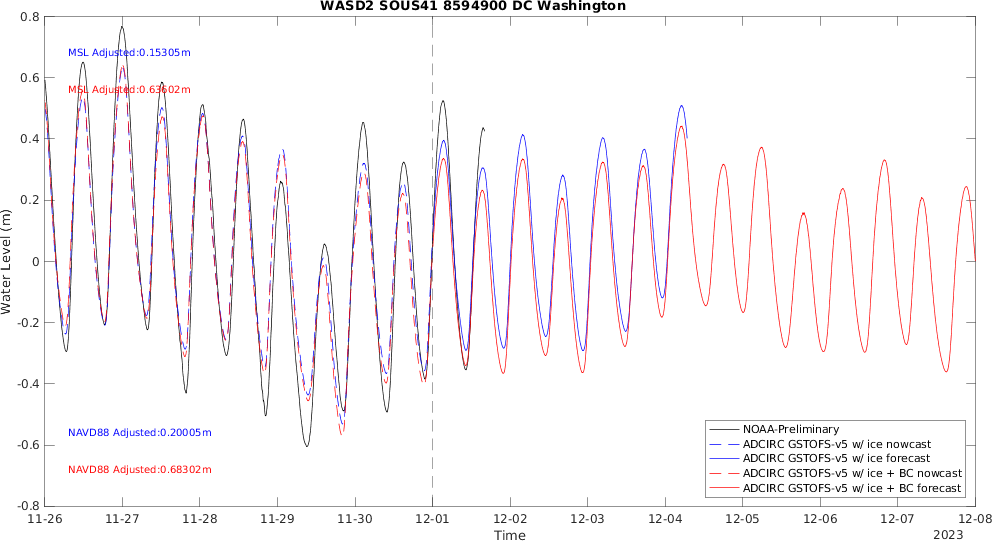 WASD2 SOUS41 8594900 DC Washington
0.8
0.6
0.4
0.2
0
-0.2
-0.4
-0.6
-0.8
Water Level (m)
MSL Adjusted:0.15305m
MSL Adjusted:0.63602m
NAVD88 Adjusted:0.20005m
NAVD88 Adjusted:0.68302m
NOAA-Preliminary
ADCIRC GSTOFS-v5 w/ ice nowcast
ADCIRC GSTOFS-v5 w/ ice forecast
ADCIRC GSTOFS-v5 w/ ice + BC nowcast
ADCIRC GSTOFS-v5 w/ ice + BC forecast
11-26 11-27 11-28 11-29 11-30 12-01 12-02 12-03 12-04 12-05 12-06 12-07 12-08
Time
2023